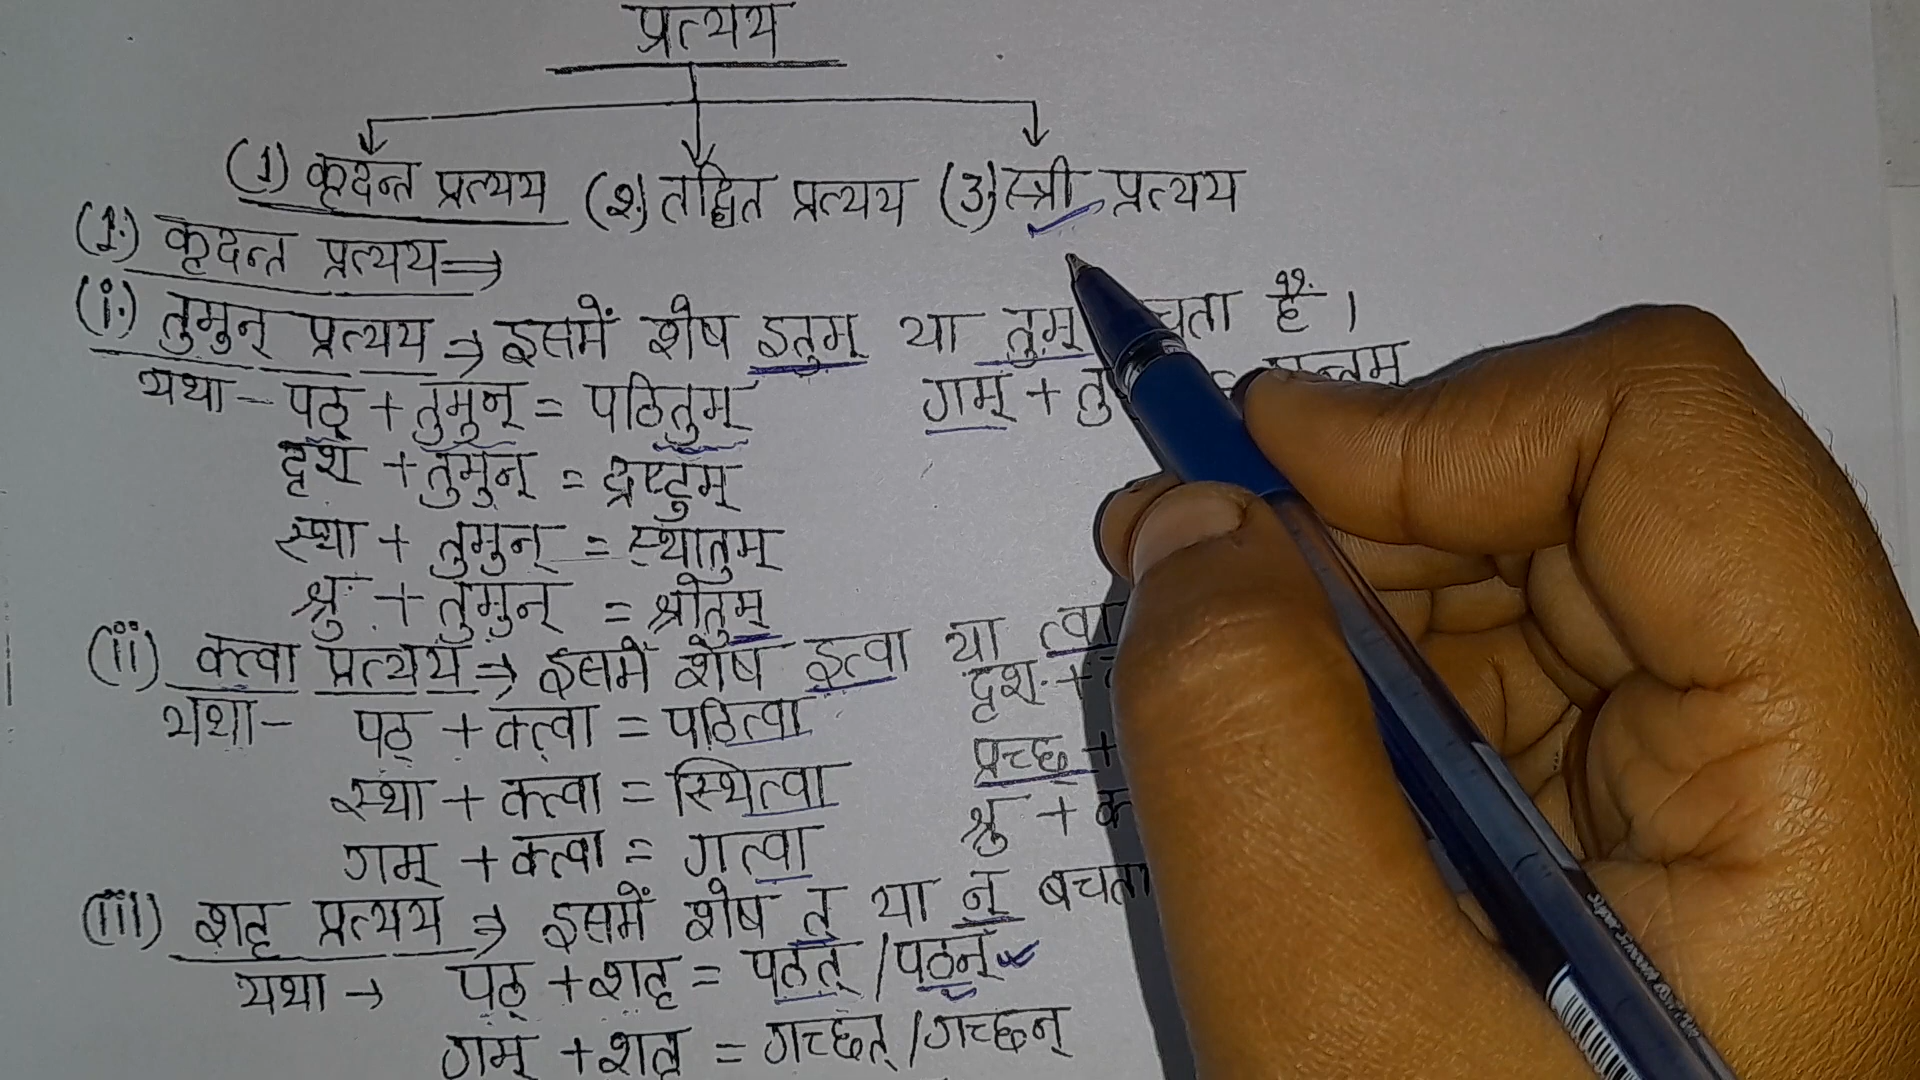 प्रत्यय
(1) कृदन्त प्रत्यय (२.) तद्धित प्रत्यय (3.) स्त्री प्रत्यय
(1.) कृदन्त प्रत्यय ⇒
(i.) तुमुन् प्रत्यय ⇒ इसमें शेष इतुम् या तुम् चता है ।
यथा - पठ् + तुमुन् = पठितुम् गम् + तु = न्तुम्
दृश + तुमुन् = द्रष्टुम्
स्था + तुमुन् = स्थातुम्
श्रु + तुमुन् = श्रोतुम्
(ii) क्त्वा प्रत्यय ⇒ इसमें शेष इत्वा या त्वा
यथा - पठ् + क्त्वा = पठित्वा दृश +
स्था + क्त्वा = स्थित्वा प्रच्छ् +
गम् + क्त्वा = गत्वा श्रु + क
(iii) शतृ प्रत्यय ⇒ इसमें शेष त् या न् बचता
यथा → पठ् + शतृ = पठत् / पठन्
गम् + शतृ = गच्छत् / गच्छन्